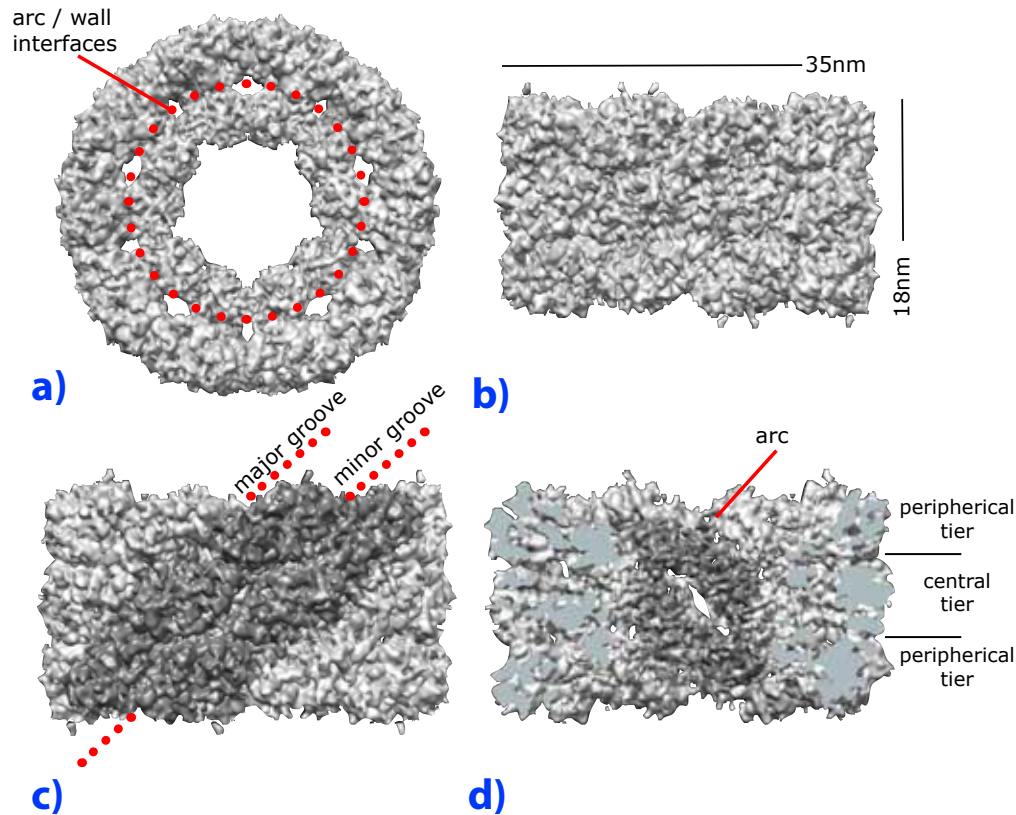 arc / wall
interfaces
a)
35nm
18nm
b)
major groove
minor groove
c)
arc
peripherical
tier
central
tier
peripherical
tier
d)